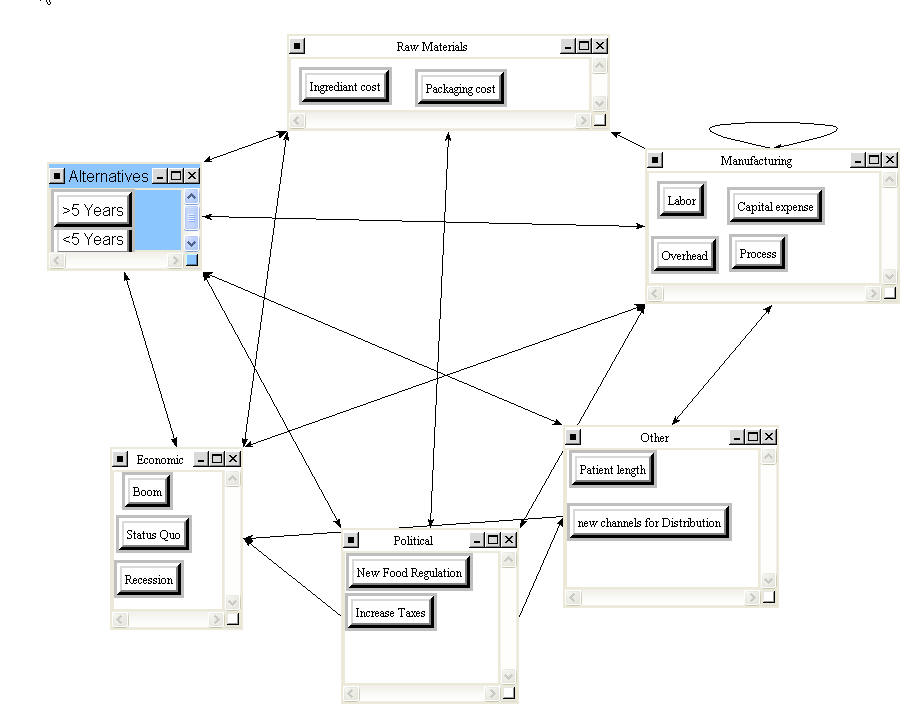 Raw Materials
Ingrediant cost
Packaging cost
Alternatives
>5 Years
<5 Years
Manufacturing
Labor
Capital expense
Overhead
Process
Economic
Boom
Status Quo
Recession
Political
New Food Regulation
Increase Taxes
Other
Patient length
new channels for Distribution